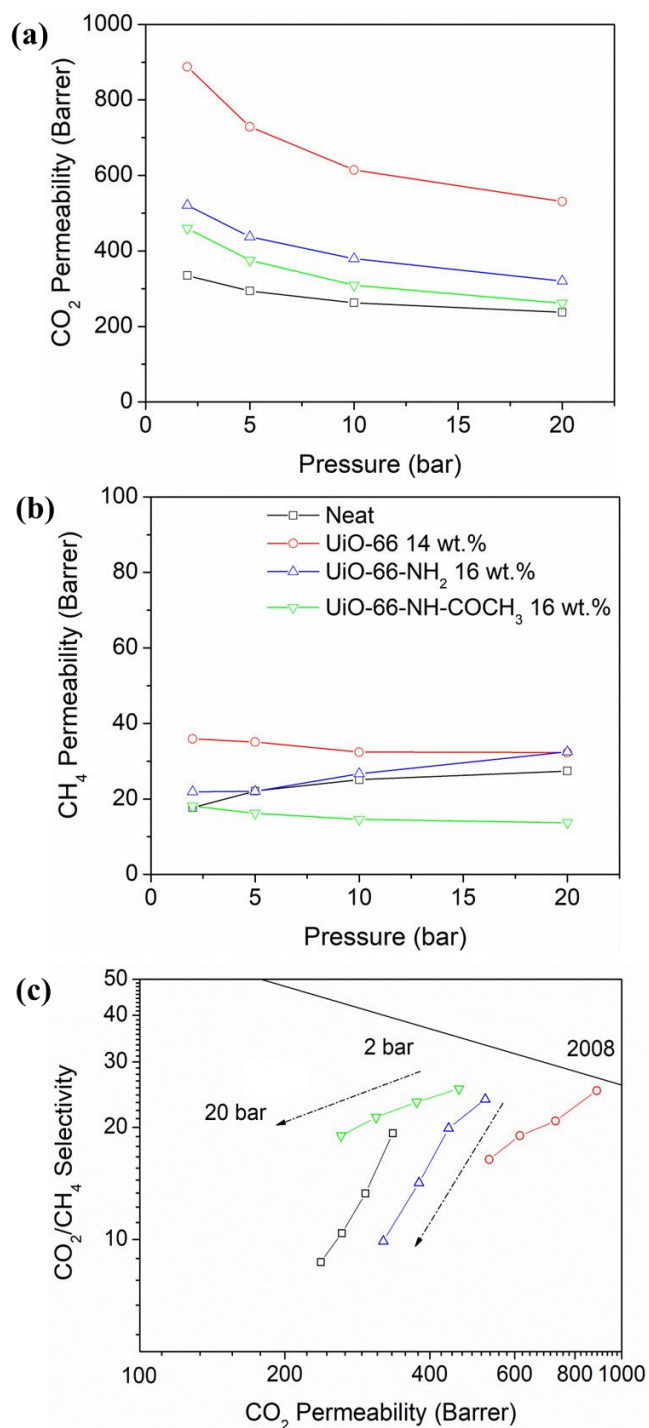 (a)
CO₂ Permeability (Barrer)
1000
800
600
400
200
0
0 5 10 15 20
Pressure (bar)
(b)
CH₄ Permeability (Barrer)
100
80
60
40
20
0
Neat
UiO-66 14 wt.%
UiO-66-NH₂ 16 wt.%
UiO-66-NH-COCH₃ 16 wt.%
0 5 10 15 20
Pressure (bar)
(c)
CO₂/CH₄ Selectivity
50
40
30
20
10
2 bar
2008
20 bar
100 200 400 600 800 1000
CO₂ Permeability (Barrer)